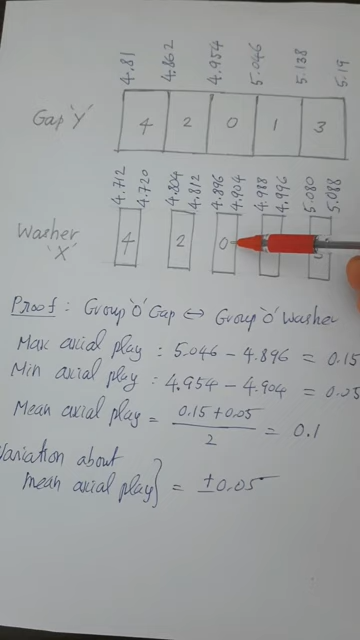 4.81 4.862 4.954 5.046 5.138 5.19
Gap 'Y' 4 2 0 1 3
4.712 4.720 4.804 4.812 4.896 4.904 4.988 4.996 5.080 5.088
Washer 4 2 0
'X'
Proof : Group 'O' Gap ↔ Group 'O' Washer
Max axial play : 5.046 - 4.896 = 0.15
Min axial play : 4.954 - 4.904 = 0.05
Mean axial play = 0.15 + 0.05 / 2 = 0.1
Variation about
mean axial play} = ±0.05